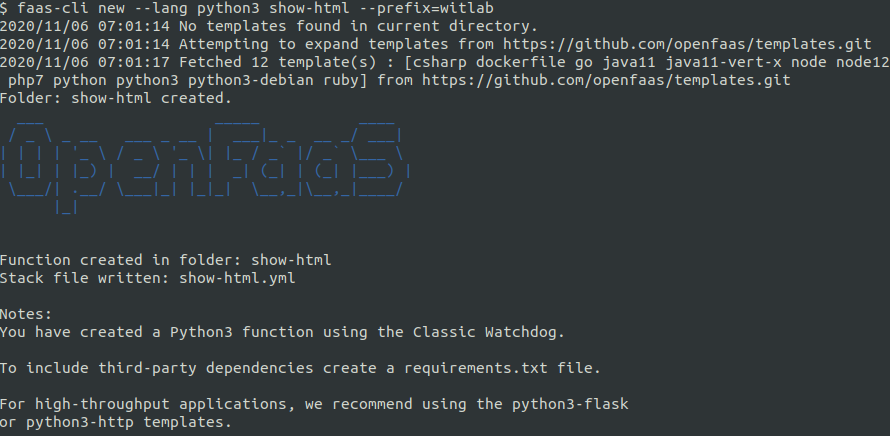 $ faas-cli new --lang python3 show-html --prefix=witlab
2020/11/06 07:01:14 No templates found in current directory.
2020/11/06 07:01:14 Attempting to expand templates from https://github.com/openfaas/templates.git
2020/11/06 07:01:17 Fetched 12 template(s) : [csharp dockerfile go java11 java11-vert-x node node12
php7 python python3 python3-debian ruby] from https://github.com/openfaas/templates.git
Folder: show-html created.
OpenFaaS
Function created in folder: show-html
Stack file written: show-html.yml
Notes:
You have created a Python3 function using the Classic Watchdog.
To include third-party dependencies create a requirements.txt file.
For high-throughput applications, we recommend using the python3-flask
or python3-http templates.